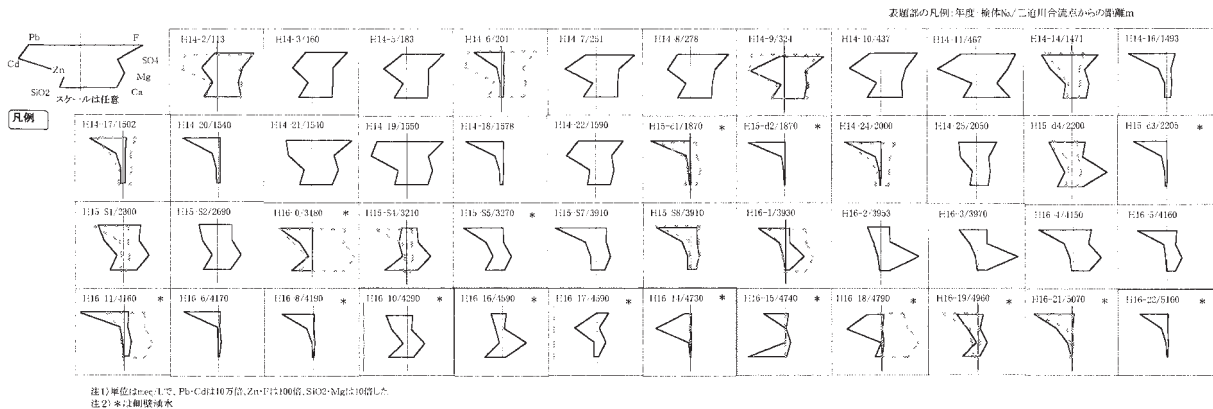 表題部の凡例:年度-検体No./二迫川合流点からの距離m
Pb F
Cd SO4
Zn Mg
SiO2 Ca
スケールは任意
凡例
H14-2/113 H14-3/160 H14-5/183 H14-6/201 H14-7/251 H14-8/278 H14-9/324 H14-10/437 H14-11/467 H14-14/1471 H14-16/1493
H14-17/1502 H14-20/1540 H14-21/1540 H14-19/1550 H14-18/1578 H14-22/1590 H15-d1/1870 * H15-d2/1870 * H14-24/2000 H14-25/2050 H15-d4/2200 H15-d3/2205 *
H15-S1/2300 H15-S2/2690 H16-0/3180 * H15-S4/3210 H15-S5/3270 * H15-S7/3910 H15-S8/3910 H16-1/3930 H16-2/3953 H16-3/3970 H16-4/4150 H16-5/4160
H16-11/4160 * H16-6/4170 H16-8/4190 * H16-10/4290 * H16-16/4590 * H16-17/4590 * H16-14/4730 * H16-15/4740 * H16-18/4790 * H16-19/4960 * H16-21/5070 * H16-22/5160 *
注1)単位はmeq/Lで、Pb・Cdは10万倍、Zn・Fは100倍、SiO2・Mgは10倍した
注2)*は側壁湧水